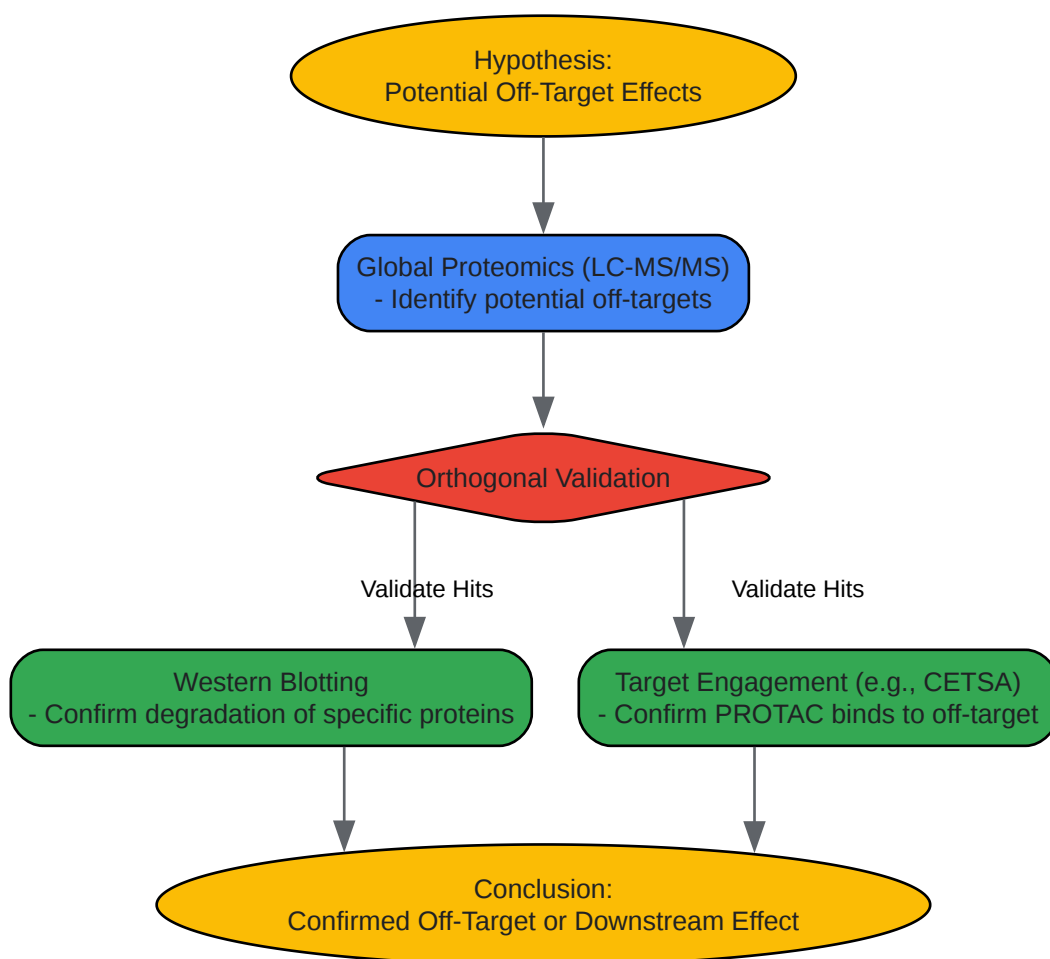 Hypothesis:
Potential Off-Target Effects
Global Proteomics (LC-MS/MS)
- Identify potential off-targets
Orthogonal Validation
Validate Hits
Validate Hits
Western Blotting
- Confirm degradation of specific proteins
Target Engagement (e.g., CETSA)
- Confirm PROTAC binds to off-target
Conclusion:
Confirmed Off-Target or Downstream Effect